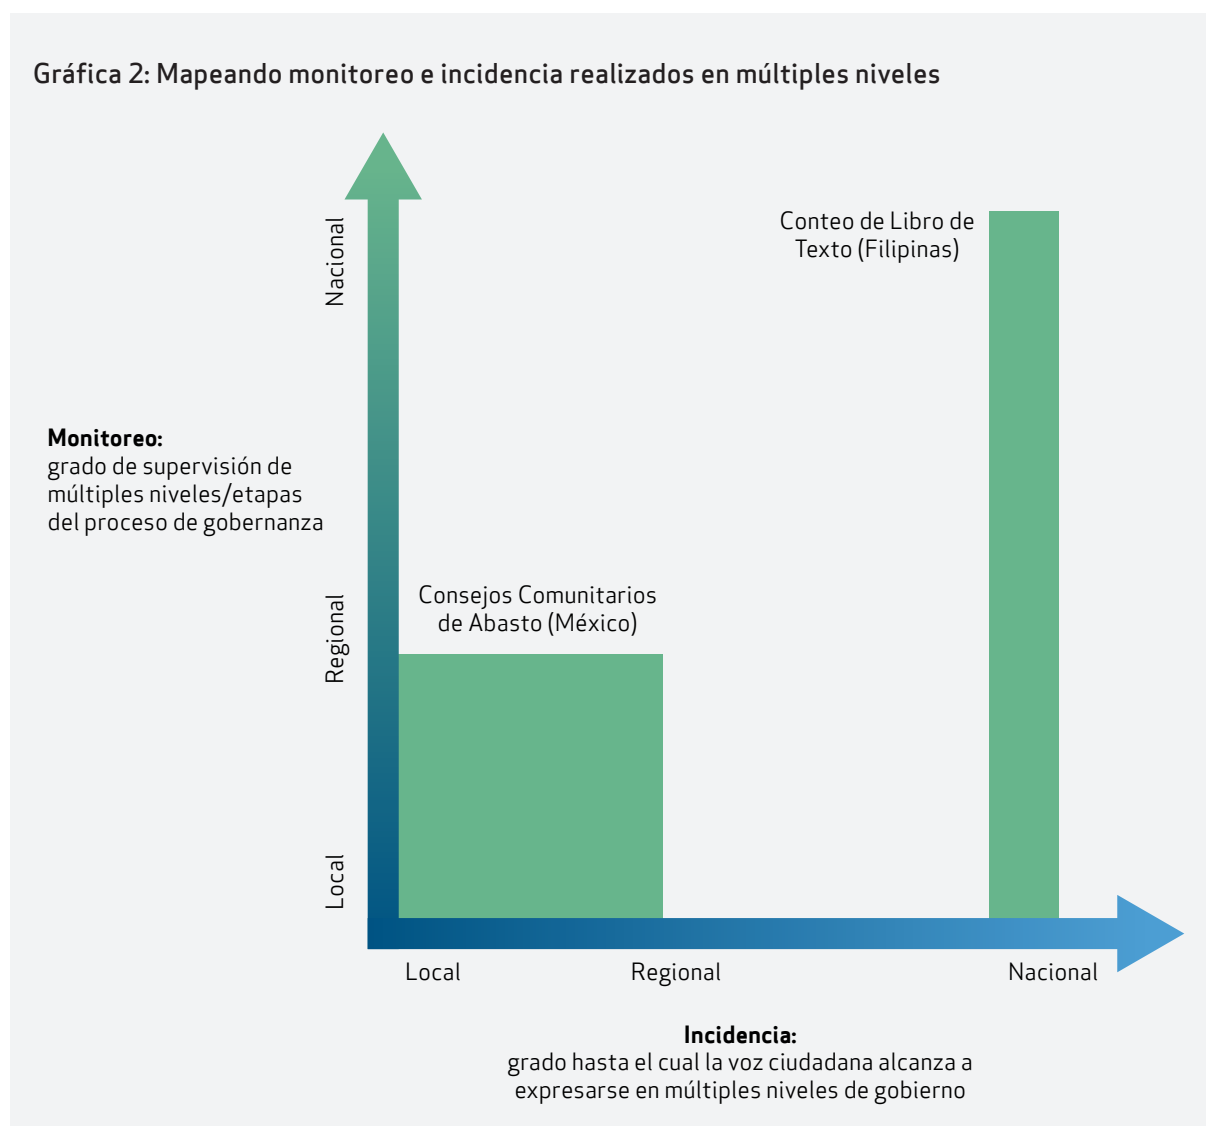 Gráfica 2: Mapeando monitoreo e incidencia realizados en múltiples niveles
Nacional
Conteo de Libro de
Texto (Filipinas)
Monitoreo:
grado de supervisión de
múltiples niveles/etapas
del proceso de gobernanza
Regional
Consejos Comunitarios
de Abasto (México)
Local
Local
Regional
Nacional
Incidencia:
grado hasta el cual la voz ciudadana alcanza a
expresarse en múltiples niveles de gobierno